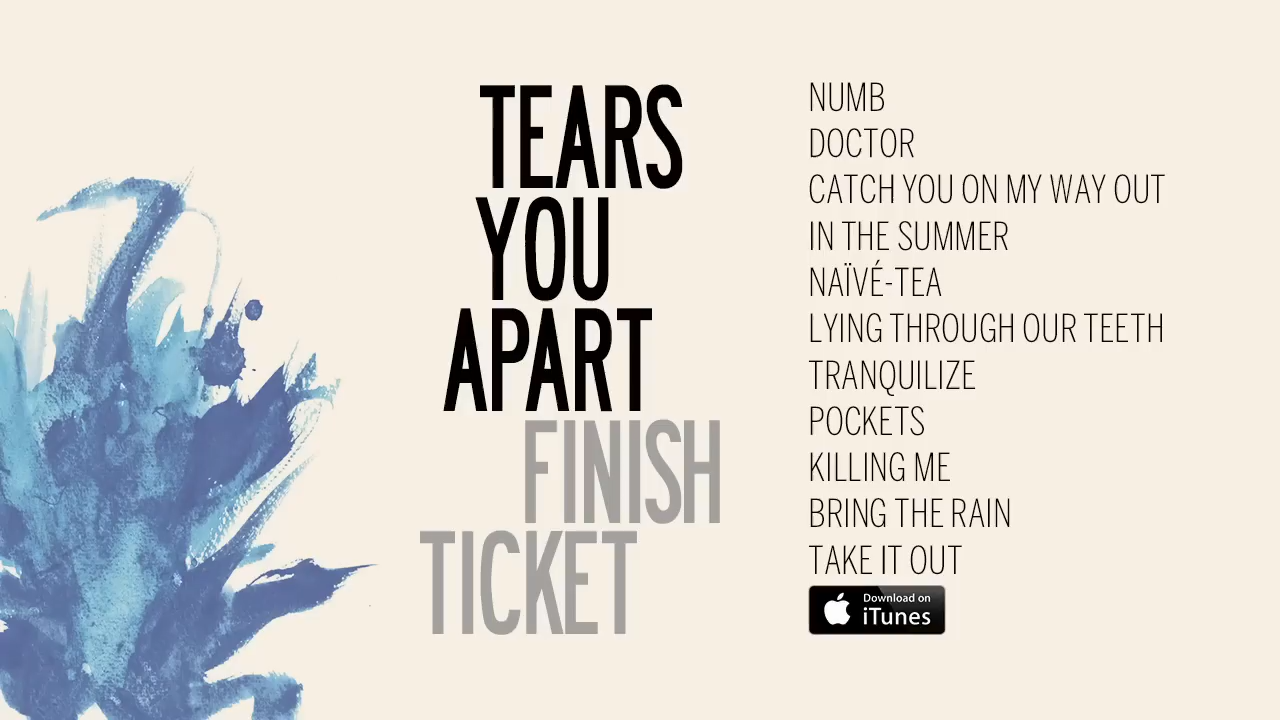 TEARS
YOU
APART
FINISH
TICKET
NUMB
DOCTOR
CATCH YOU ON MY WAY OUT
IN THE SUMMER
NAÏVÉ-TEA
LYING THROUGH OUR TEETH
TRANQUILIZE
POCKETS
KILLING ME
BRING THE RAIN
TAKE IT OUT
Download on
iTunes